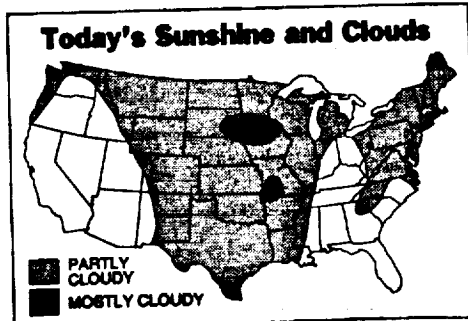 Today's Sunshine and Clouds
PARTLY
CLOUDY
MOSTLY CLOUDY